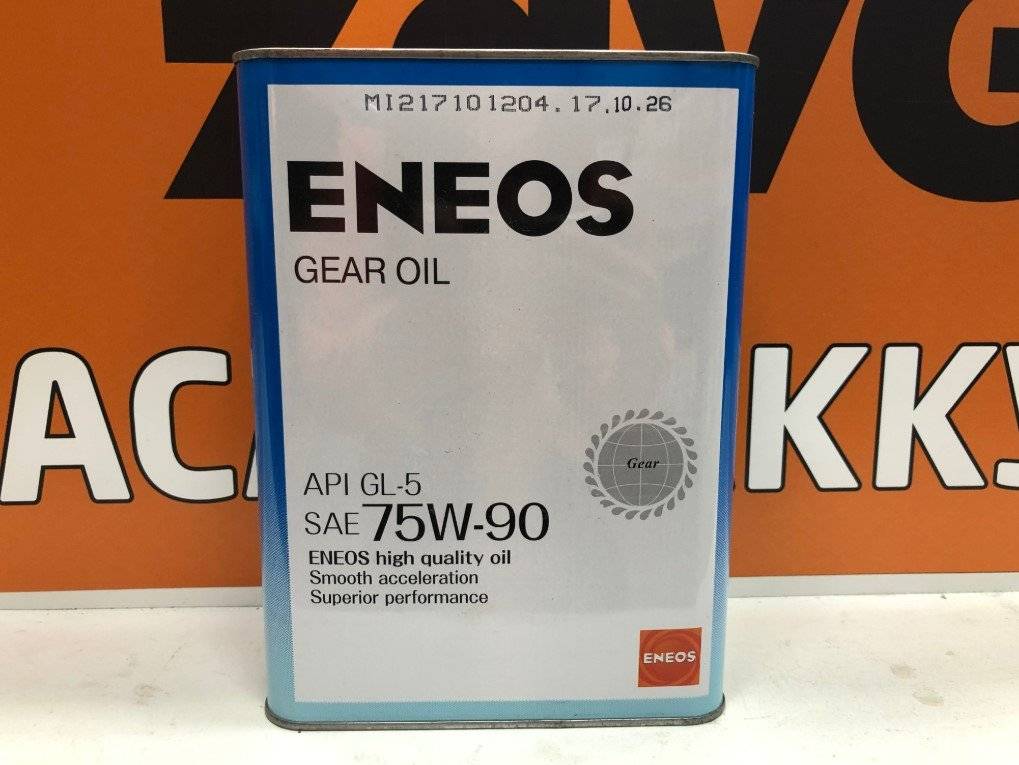 MI217101204.17.10.26
ENEOS
GEAR OIL
Gear
API GL-5
SAE 75W-90
ENEOS high quality oil
Smooth acceleration
Superior performance
ENEOS